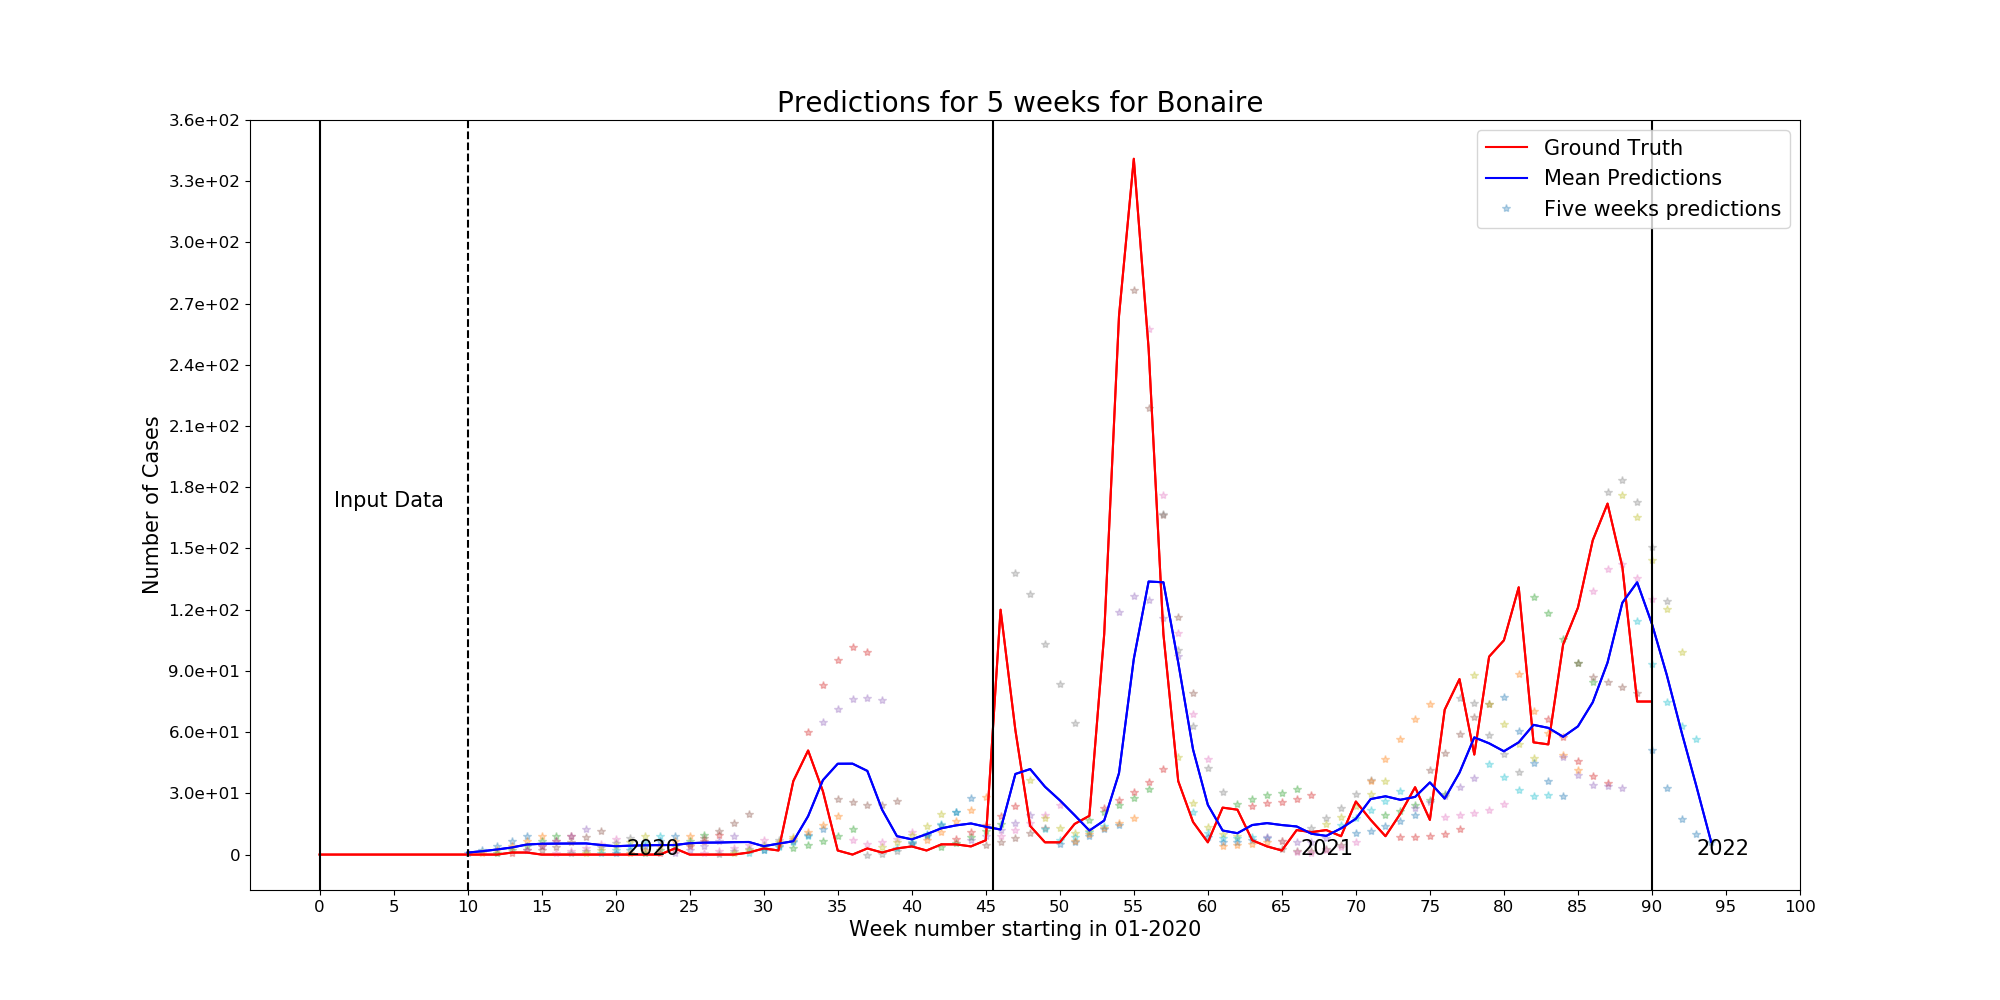 Predictions for 5 weeks for Bonaire
3.6e+02
3.3e+02
3.0e+02
2.7e+02
2.4e+02
2.1e+02
1.8e+02
1.5e+02
1.2e+02
9.0e+01
6.0e+01
3.0e+01
0
Number of Cases
Ground Truth
Mean Predictions
Five weeks predictions
Input Data
2020
2021
2022
0 5 10 15 20 25 30 35 40 45 50 55 60 65 70 75 80 85 90 95 100
Week number starting in 01-2020